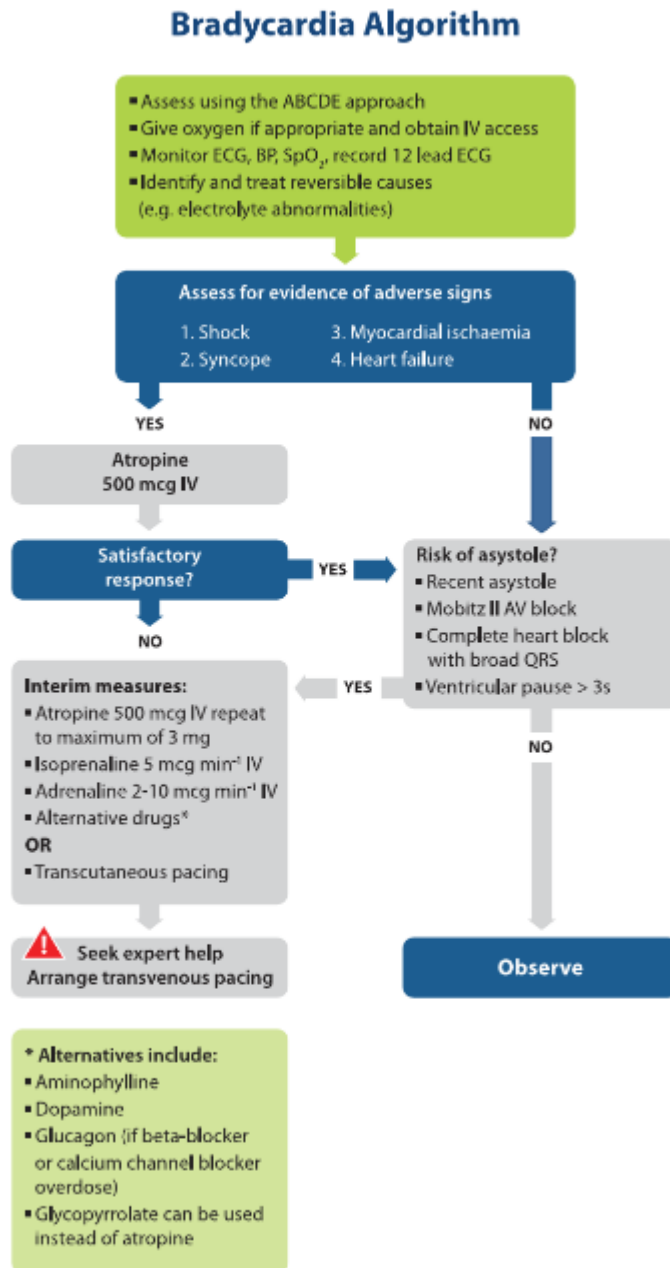 Bradycardia Algorithm
▪ Assess using the ABCDE approach
▪ Give oxygen if appropriate and obtain IV access
▪ Monitor ECG, BP, SpO₂, record 12 lead ECG
▪ Identify and treat reversible causes
(e.g. electrolyte abnormalities)
Assess for evidence of adverse signs
1. Shock
2. Syncope
3. Myocardial ischaemia
4. Heart failure
YES
NO
Atropine
500 mcg IV
Satisfactory
response?
YES
Risk of asystole?
▪ Recent asystole
▪ Mobitz II AV block
▪ Complete heart block
with broad QRS
▪ Ventricular pause > 3s
NO
YES
NO
Interim measures:
▪ Atropine 500 mcg IV repeat
to maximum of 3 mg
▪ Isoprenaline 5 mcg min⁻¹ IV
▪ Adrenaline 2-10 mcg min⁻¹ IV
▪ Alternative drugs*
OR
▪ Transcutaneous pacing
! Seek expert help
Arrange transvenous pacing
Observe
* Alternatives include:
▪ Aminophylline
▪ Dopamine
▪ Glucagon (if beta-blocker
or calcium channel blocker
overdose)
▪ Glycopyrrolate can be used
instead of atropine